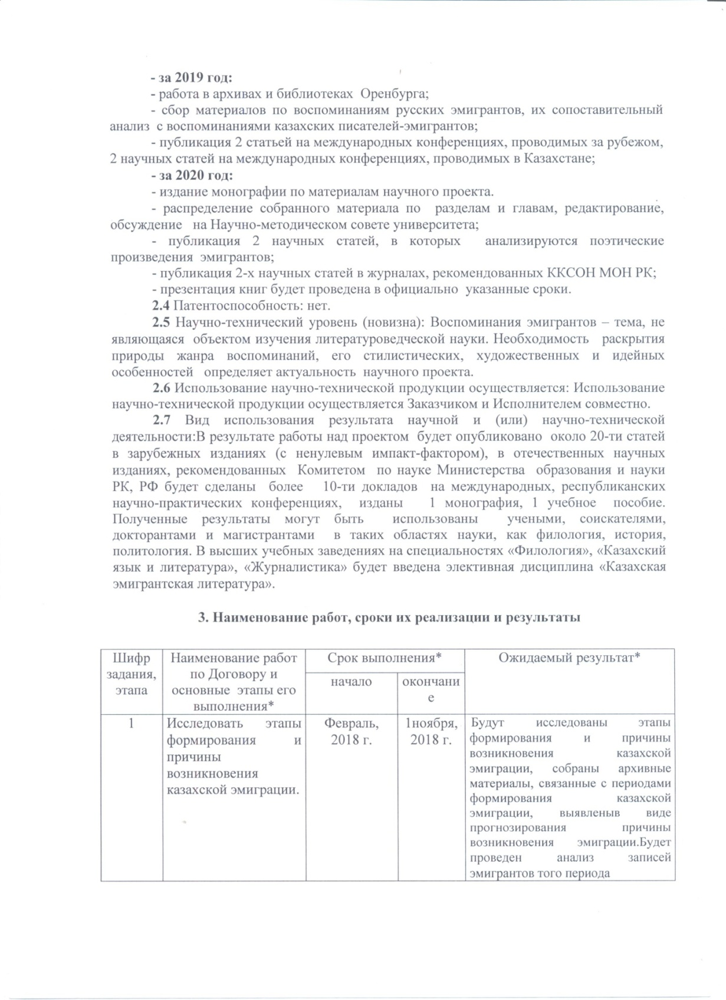 - за 2019 год:
- работа в архивах и библиотеках Оренбурга;
- сбор материалов по воспоминаниям русских эмигрантов, их сопоставительный
анализ с воспоминаниями казахских писателей-эмигрантов;
- публикация 2 статьей на международных конференциях, проводимых за рубежом,
2 научных статей на международных конференциях, проводимых в Казахстане;
- за 2020 год:
- издание монографии по материалам научного проекта.
- распределение собранного материала по разделам и главам, редактирование,
обсуждение на Научно-методическом совете университета;
- публикация 2 научных статей, в которых анализируются поэтические
произведения эмигрантов;
- публикация 2-х научных статей в журналах, рекомендованных ККСОН МОН РК;
- презентация книг будет проведена в официально указанные сроки.
2.4 Патентоспособность: нет.
2.5 Научно-технический уровень (новизна): Воспоминания эмигрантов – тема, не
являющаяся объектом изучения литературоведческой науки. Необходимость раскрытия
природы жанра воспоминаний, его стилистических, художественных и идейных
особенностей определяет актуальность научного проекта.
2.6 Использование научно-технической продукции осуществляется: Использование
научно-технической продукции осуществляется Заказчиком и Исполнителем совместно.
2.7 Вид использования результата научной и (или) научно-технической
деятельности:В результате работы над проектом будет опубликовано около 20-ти статей
в зарубежных изданиях (с ненулевым импакт-фактором), в отечественных научных
изданиях, рекомендованных Комитетом по науке Министерства образования и науки
РК, РФ будет сделаны более 10-ти докладов на международных, республиканских
научно-практических конференциях, изданы 1 монография, 1 учебное пособие.
Полученные результаты могут быть использованы учеными, соискателями,
докторантами и магистрантами в таких областях науки, как филология, история,
политология. В высших учебных заведениях на специальностях «Филология», «Казахский
язык и литература», «Журналистика» будет введена элективная дисциплина «Казахская
эмигрантская литература».
3. Наименование работ, сроки их реализации и результаты
Шифр
задания,
этапа
Наименование работ
по Договору и
основные этапы его
выполнения*
Срок выполнения*
начало
окончани
е
Ожидаемый результат*
1
Исследовать этапы
формирования и
причины
возникновения
казахской эмиграции.
Февраль,
2018 г.
1ноября,
2018 г.
Будут исследованы этапы
формирования и причины
возникновения казахской
эмиграции, собраны архивные
материалы, связанные с периодами
формирования казахской
эмиграции, выявленыв виде
прогнозирования причины
возникновения эмиграции.Будет
проведен анализ записей
эмигрантов того периода